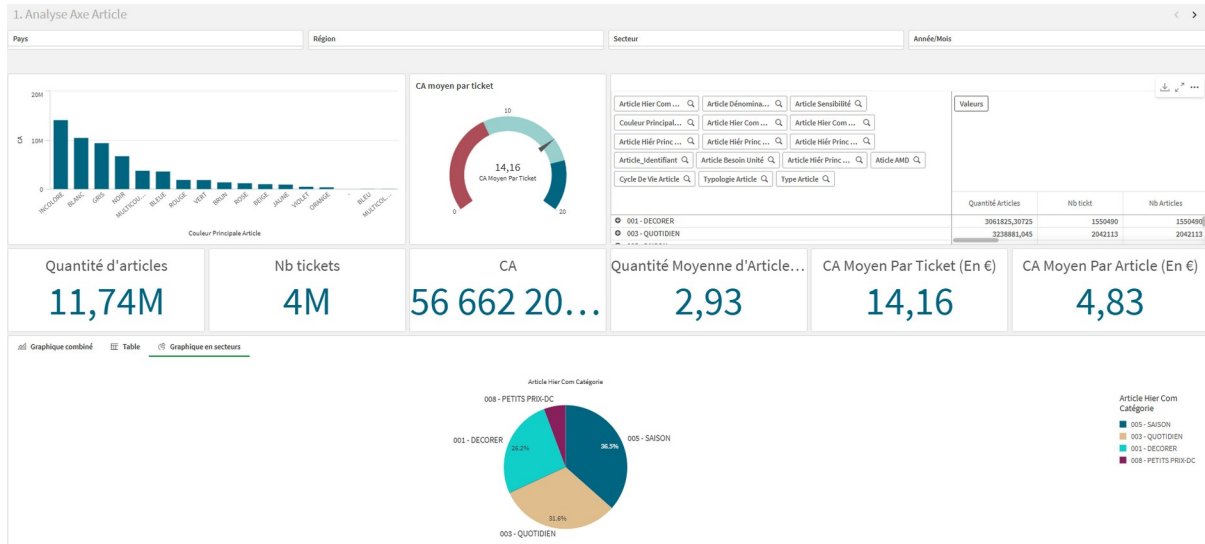 1. Analyse Axe Article
Pays
Région
Secteur
Année/Mois
20M
10M
0
CA
INCOLORE
BLANC
GRIS
NOIR
MULTICOU...
BLEUE
ROUGE
VERT
BRUN
ROSE
BEIGE
JAUNE
VIOLET
ORANGE
-
BLEU
MULTICOL...
Couleur Principale Article
CA moyen par ticket
10
14,16
CA Moyen Par Ticket
0
20
Article Hier Com ... Article Dénomina... Article Sensibilité
Couleur Principal... Article Hier Com ... Article Hier Com ...
Article Hiér Princ ... Article Hiér Princ ... Article Hiér Princ ...
Article_Identifiant Article Besoin Unité Article Hiér Princ ... Aticle AMD
Cycle De Vie Article Typologie Article Type Article
Valeurs
Quantité Articles Nb tickt Nb Articles
001 - DECORER 3061825,30725 1550490 1550490
003 - QUOTIDIEN 3238881,045 2042113 2042113
Quantité d'articles
11,74M
Nb tickets
4M
CA
56 662 20...
Quantité Moyenne d'Article...
2,93
CA Moyen Par Ticket (En €)
14,16
CA Moyen Par Article (En €)
4,83
Graphique combiné Table Graphique en secteurs
Article Hier Com Catégorie
008 - PETITS PRIX-DC
001 - DECORER
26.2%
36.5%
005 - SAISON
31.6%
003 - QUOTIDIEN
Article Hier Com
Catégorie
005 - SAISON
003 - QUOTIDIEN
001 - DECORER
008 - PETITS PRIX-DC